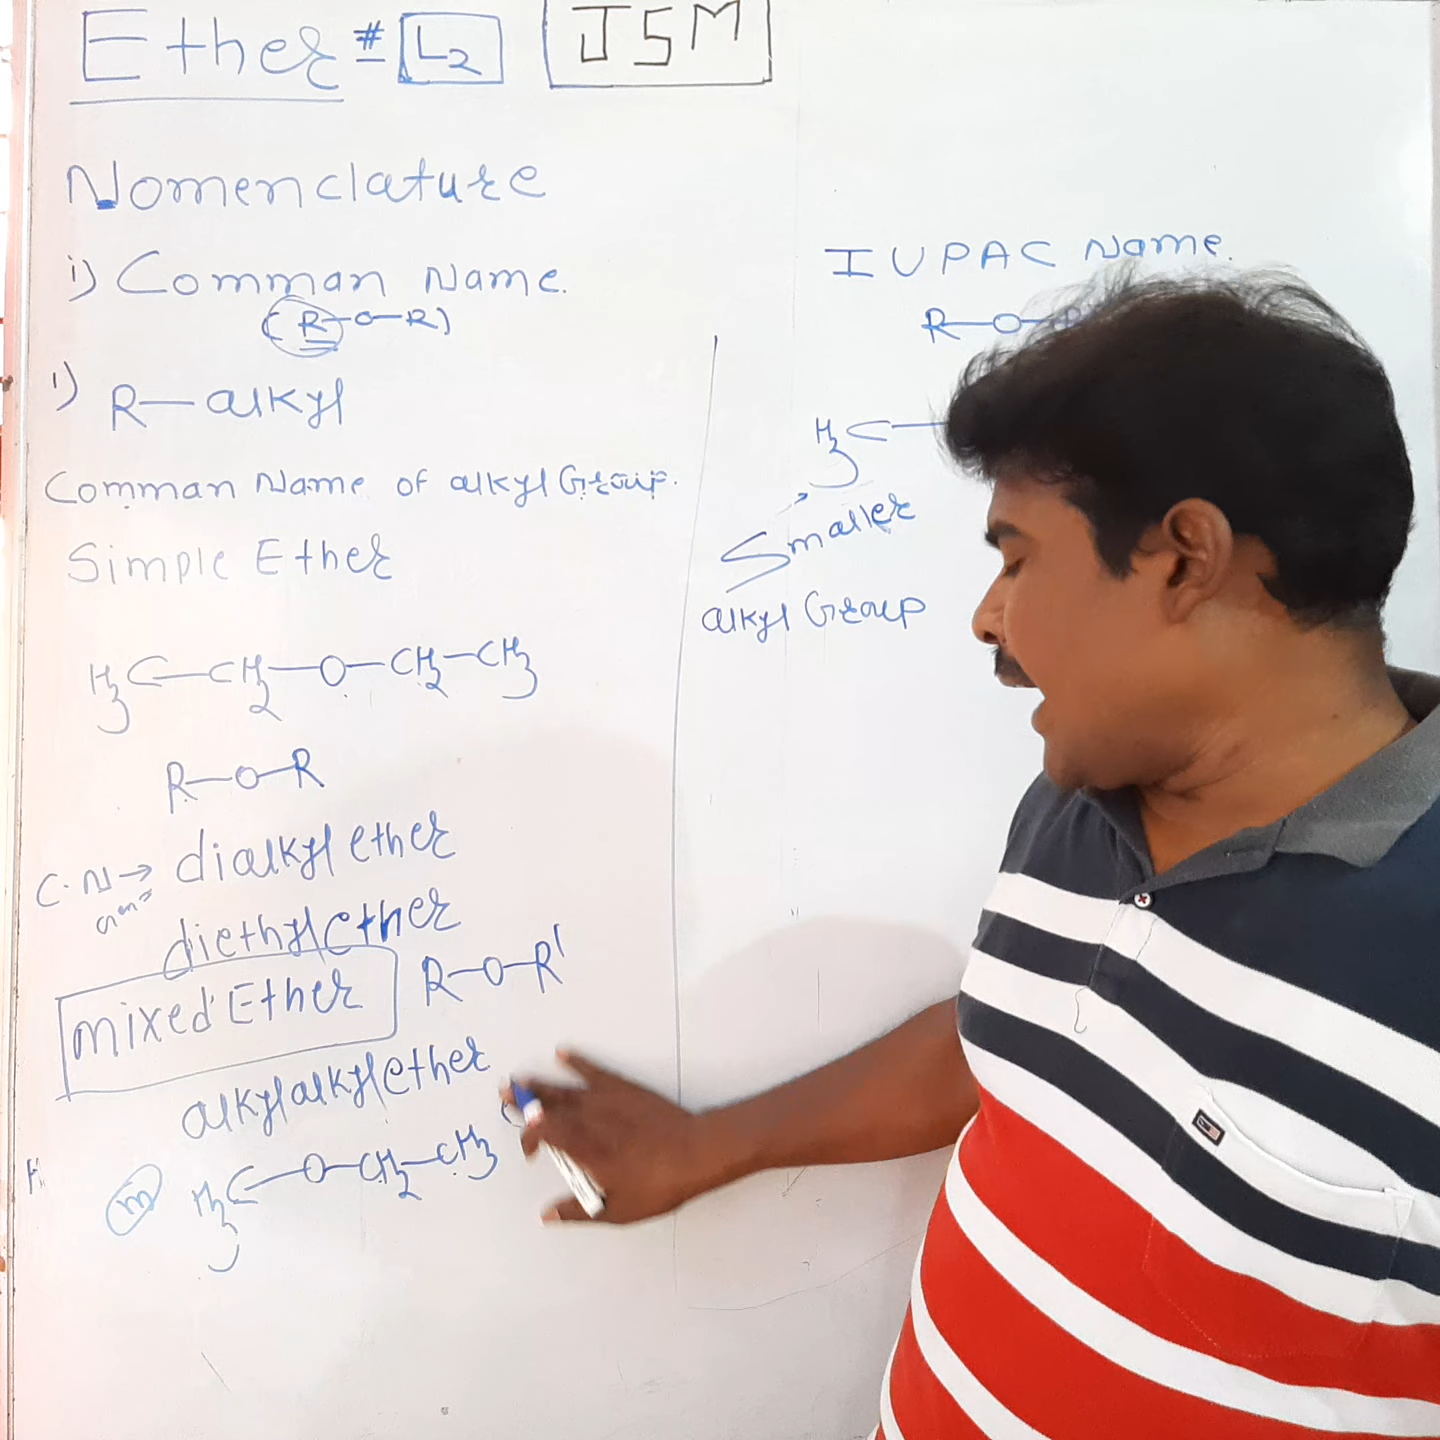 Ether # L2 JSM
Nomenclature
i) Comman Name.
(R-O-R)
1) R-alkyl
Comman Name of alkyl Group.
Simple Ether
H3C-CH2-O-CH2-CH3
R-O-R
C.N→ dialkyl ether
diethyl ether
mixed Ether R-O-R'
alkyl alkyl ether
m H3C-O-CH2-CH3
IUPAC Name.
R-O-
H3C-
Smaller
alkyl Group